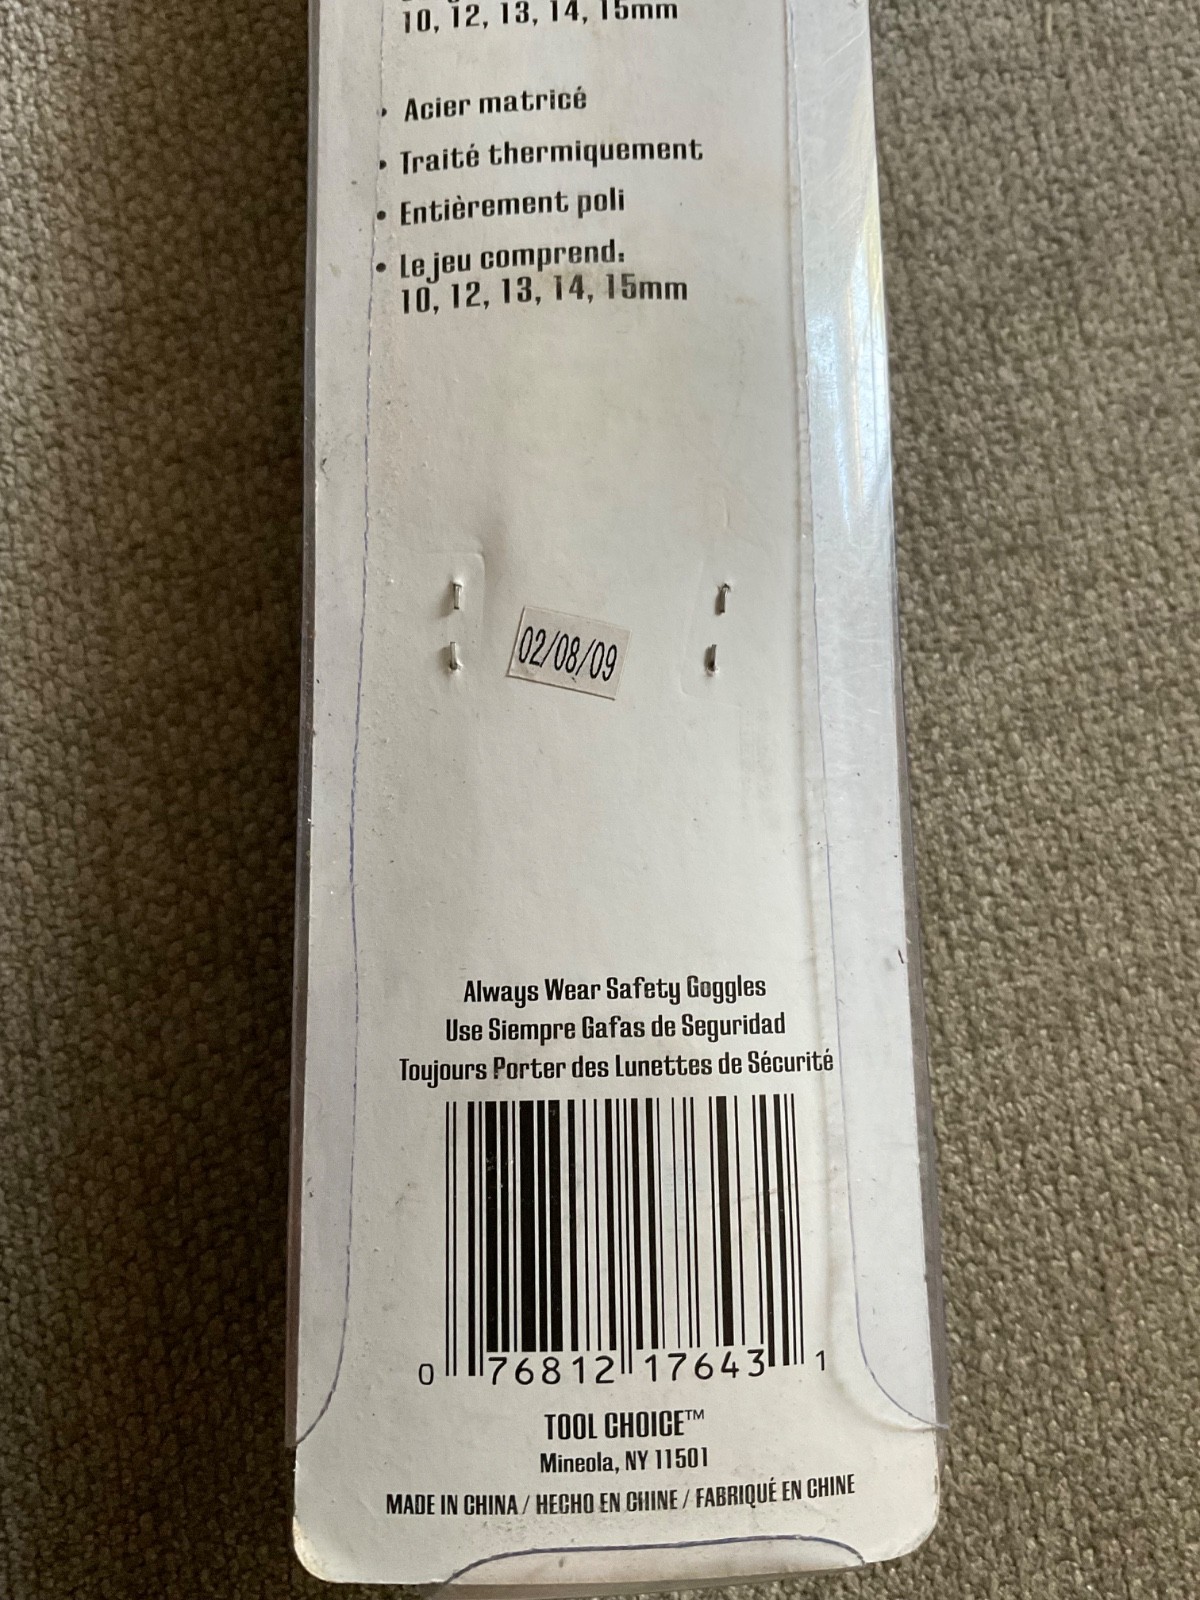 10, 12, 13, 14, 15mm
• Acier matricé
• Traité thermiquement
• Entièrement poli
• Le jeu comprend:
10, 12, 13, 14, 15mm
02/08/09
Always Wear Safety Goggles
Use Siempre Gafas de Seguridad
Toujours Porter des Lunettes de Sécurité
0 76812 17643 1
TOOL CHOICE™
Mineola, NY 11501
MADE IN CHINA / HECHO EN CHINE / FABRIQUÉ EN CHINE